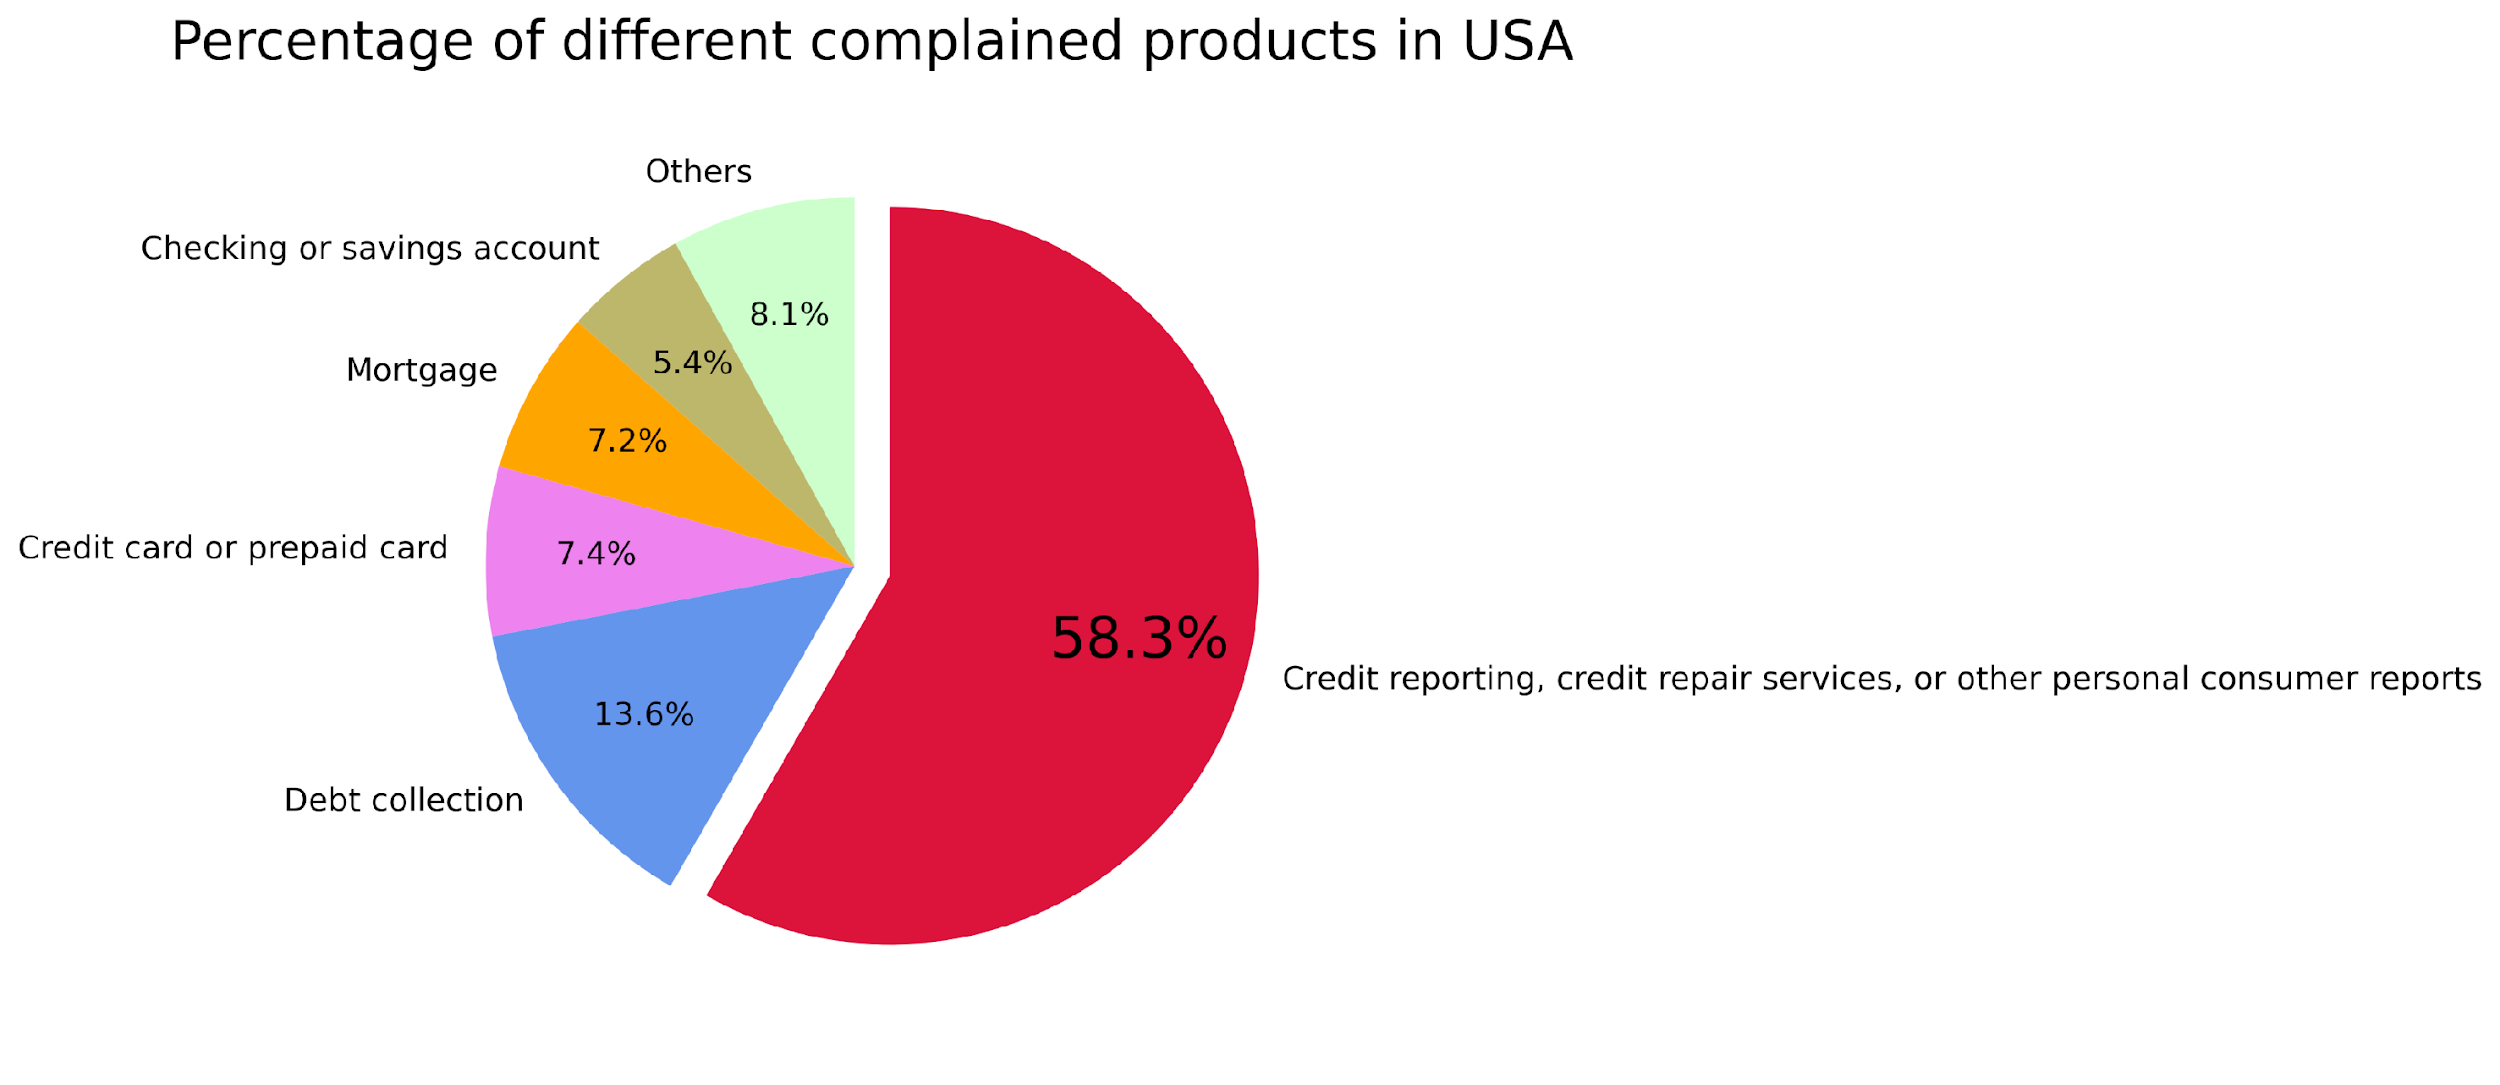 Percentage of different complained products in USA
Others
Checking or savings account
8.1%
5.4%
Mortgage
7.2%
Credit card or prepaid card
7.4%
58.3%
Credit reporting, credit repair services, or other personal consumer reports
13.6%
Debt collection